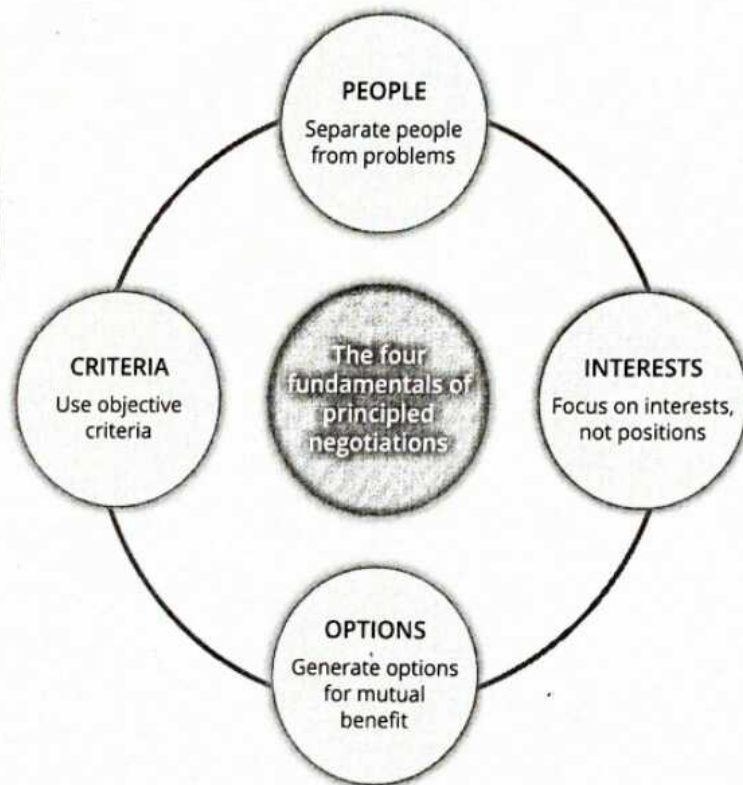 PEOPLE
Separate people
from problems
CRITERIA
Use objective
criteria
The four
fundamentals of
principled
negotiations
INTERESTS
Focus on interests,
not positions
OPTIONS
Generate options
for mutual
benefit